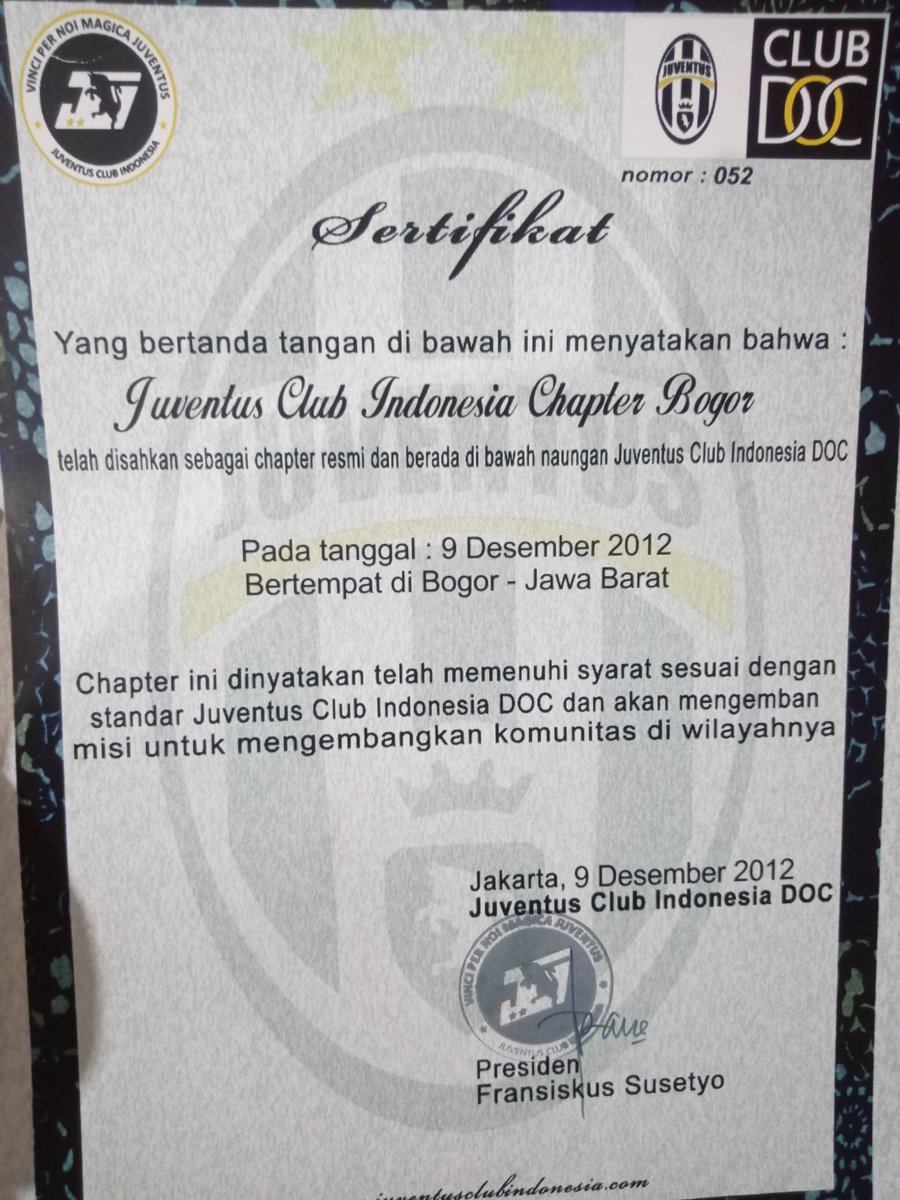 VINCI PER NOI MAGICA JUVENTUS
JUVENTUS CLUB INDONESIA
JUVENTUS
CLUB
DOC
nomor : 052
Sertifikat
Yang bertanda tangan di bawah ini menyatakan bahwa :
Juventus Club Indonesia Chapter Bogor
telah disahkan sebagai chapter resmi dan berada di bawah naungan Juventus Club Indonesia DOC
JUVENTUS
Pada tanggal : 9 Desember 2012
Bertempat di Bogor - Jawa Barat
Chapter ini dinyatakan telah memenuhi syarat sesuai dengan
standar Juventus Club Indonesia DOC dan akan mengemban
misi untuk mengembangkan komunitas di wilayahnya
Jakarta, 9 Desember 2012
Juventus Club Indonesia DOC
VINCI PER NOI MAGICA JUVENTUS
JUVENTUS CLUB
Presiden
Fransiskus Susetyo
juventusclubindonesia.com